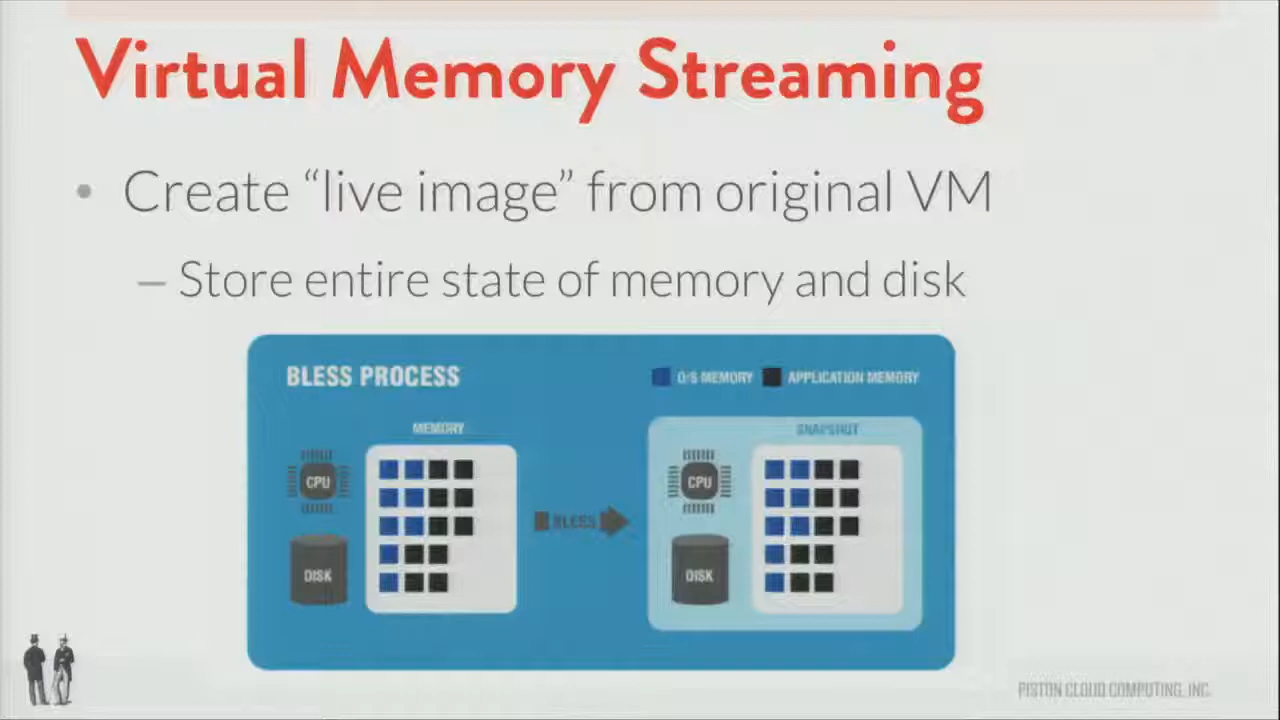 Virtual Memory Streaming
• Create “live image” from original VM
– Store entire state of memory and disk
BLESS PROCESS
O/S MEMORY
APPLICATION MEMORY
MEMORY
SNAPSHOT
CPU
CPU
BLESS
DISK
DISK
PISTON CLOUD COMPUTING, INC.